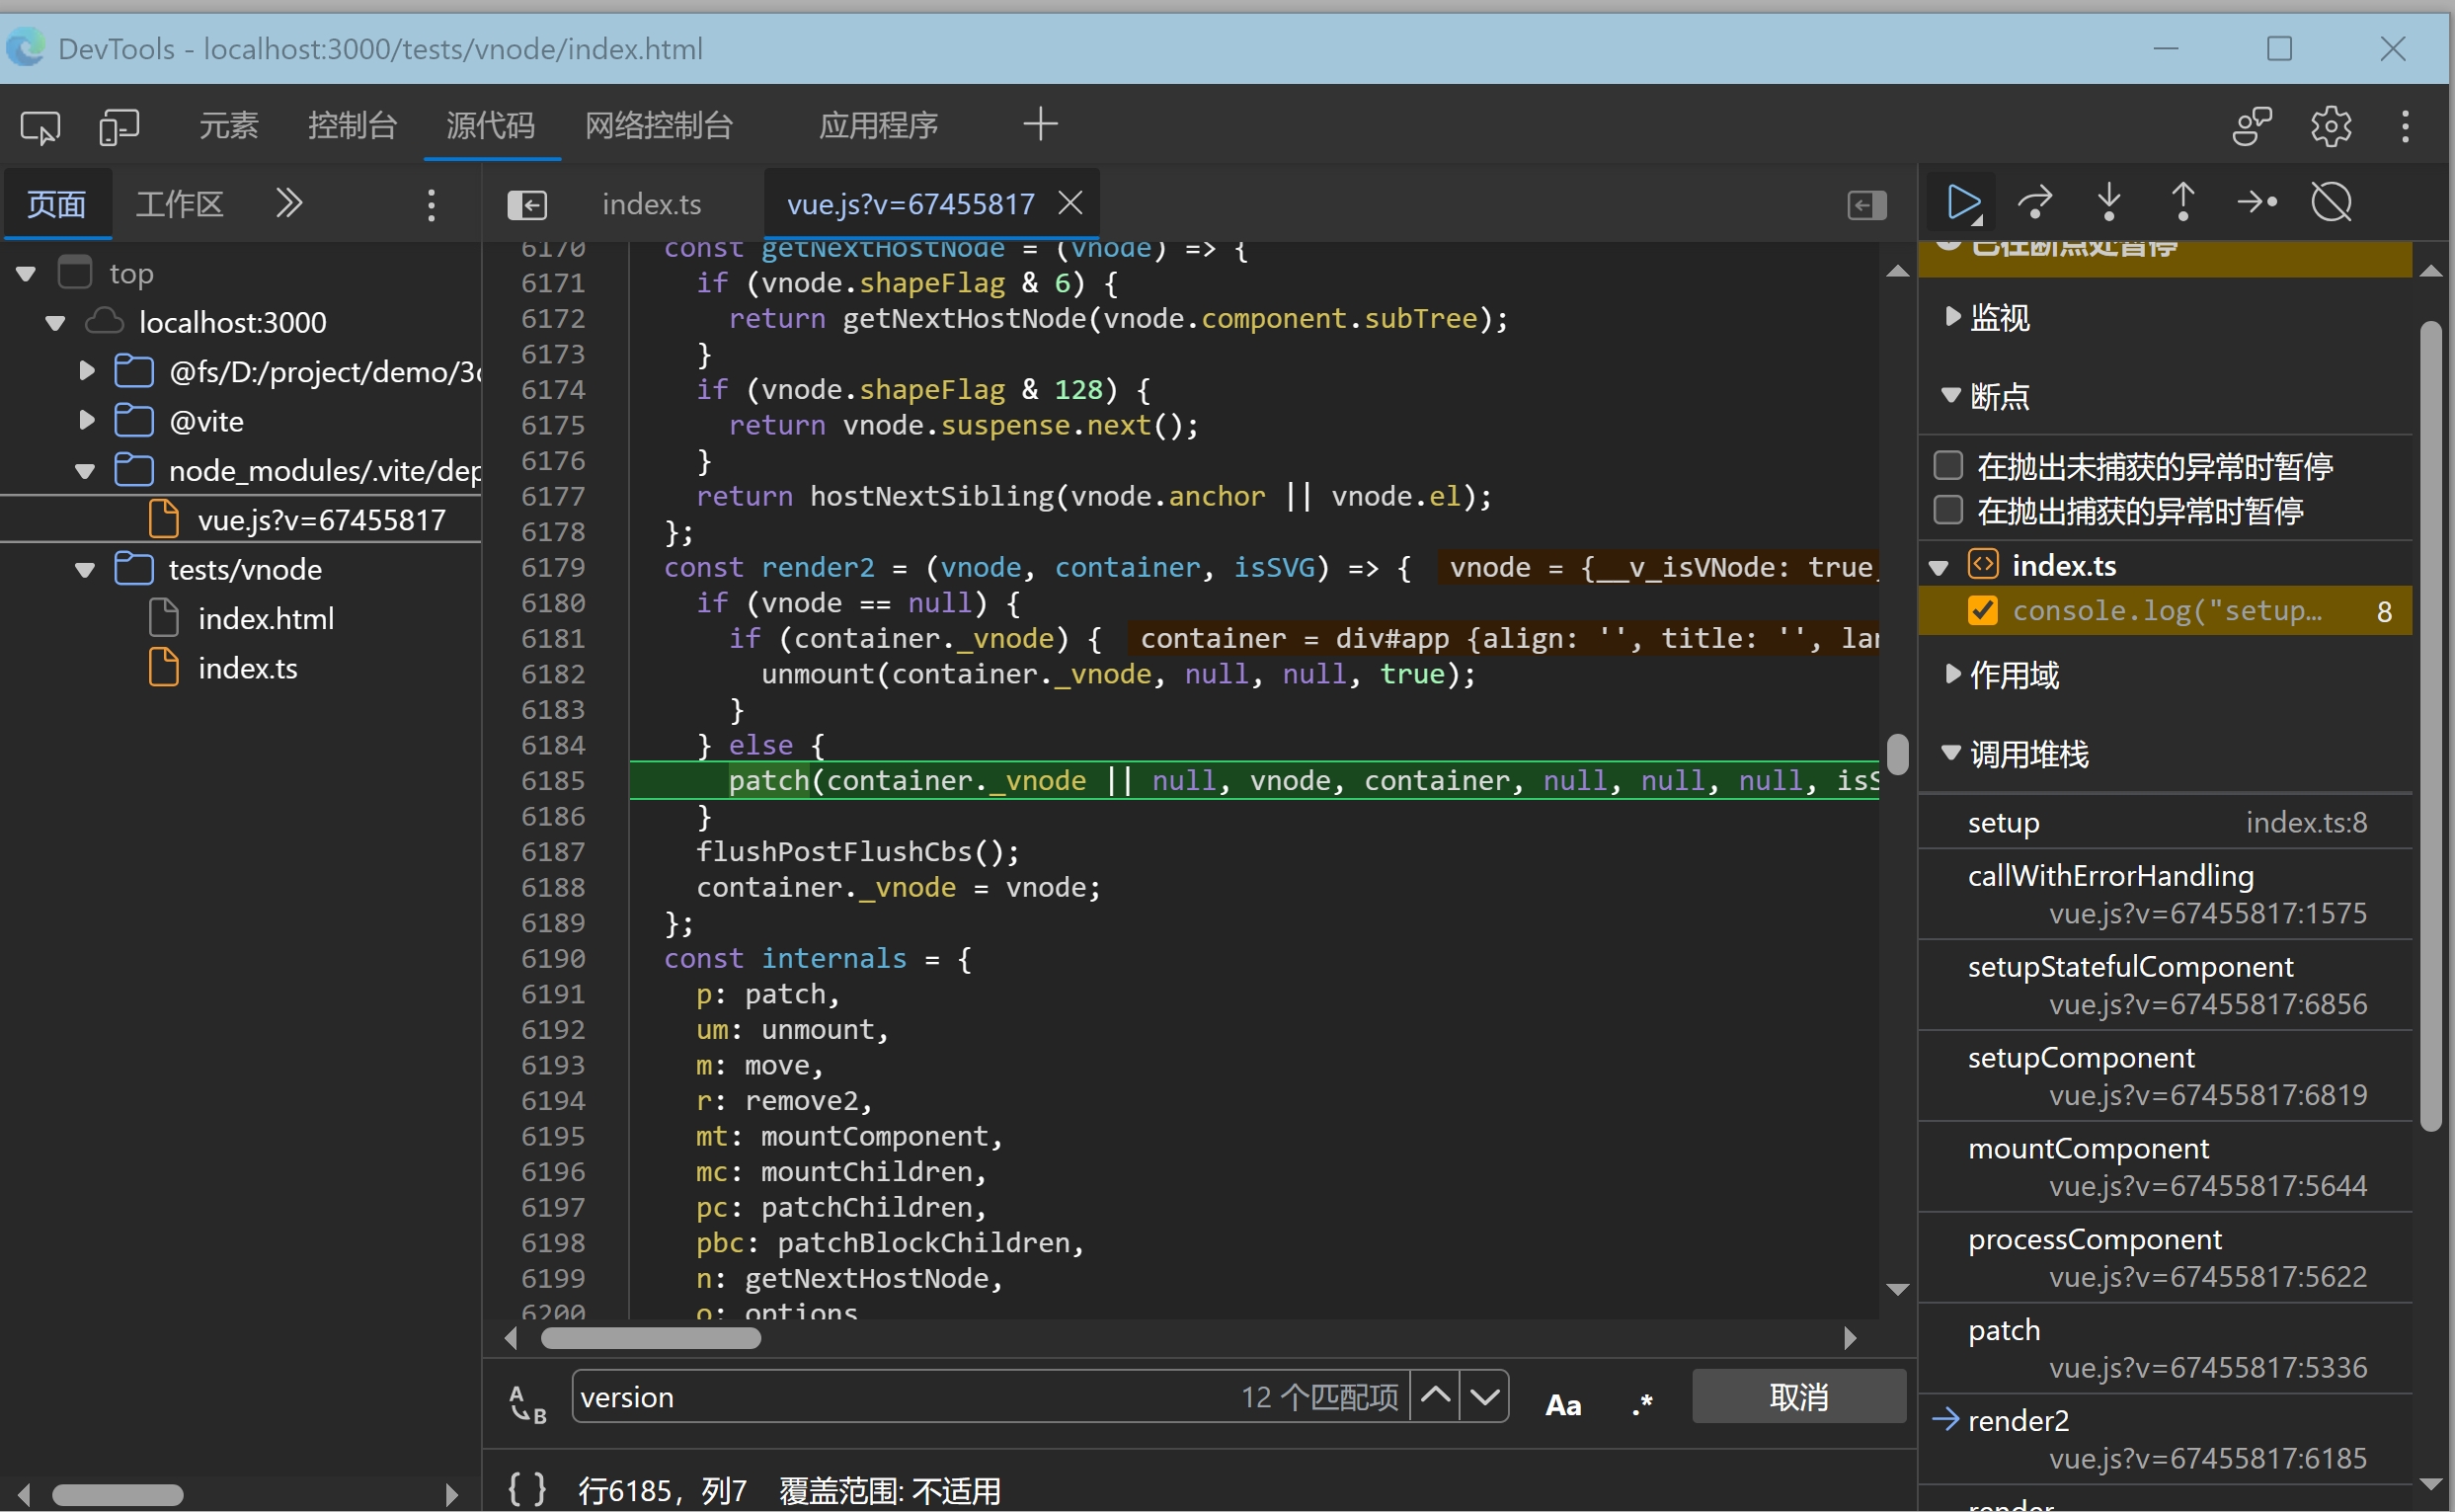 DevTools - localhost:3000/tests/vnode/index.html
元素 控制台 源代码 网络控制台 应用程序
页面 工作区
top
localhost:3000
@fs/D:/project/demo/3
@vite
node_modules/.vite/dep
vue.js?v=67455817
tests/vnode
index.html
index.ts
index.ts vue.js?v=67455817
6170 const getNextHostNode = (vnode) => {
6171 if (vnode.shapeFlag & 6) {
6172 return getNextHostNode(vnode.component.subTree);
6173 }
6174 if (vnode.shapeFlag & 128) {
6175 return vnode.suspense.next();
6176 }
6177 return hostNextSibling(vnode.anchor || vnode.el);
6178 };
6179 const render2 = (vnode, container, isSVG) => { vnode = {__v_isVNode: true,
6180 if (vnode == null) {
6181 if (container._vnode) { container = div#app {align: '', title: '', lan
6182 unmount(container._vnode, null, null, true);
6183 }
6184 } else {
6185 patch(container._vnode || null, vnode, container, null, null, null, isS
6186 }
6187 flushPostFlushCbs();
6188 container._vnode = vnode;
6189 };
6190 const internals = {
6191 p: patch,
6192 um: unmount,
6193 m: move,
6194 r: remove2,
6195 mt: mountComponent,
6196 mc: mountChildren,
6197 pc: patchChildren,
6198 pbc: patchBlockChildren,
6199 n: getNextHostNode,
6200 o: options
A
B
version 12 个匹配项 Aa .* 取消
{ } 行6185，列7 覆盖范围: 不适用
已在断点处暂停
监视
断点
在抛出未捕获的异常时暂停
在抛出捕获的异常时暂停
index.ts
console.log("setup… 8
作用域
调用堆栈
setup index.ts:8
callWithErrorHandling
vue.js?v=67455817:1575
setupStatefulComponent
vue.js?v=67455817:6856
setupComponent
vue.js?v=67455817:6819
mountComponent
vue.js?v=67455817:5644
processComponent
vue.js?v=67455817:5622
patch
vue.js?v=67455817:5336
render2
vue.js?v=67455817:6185
render